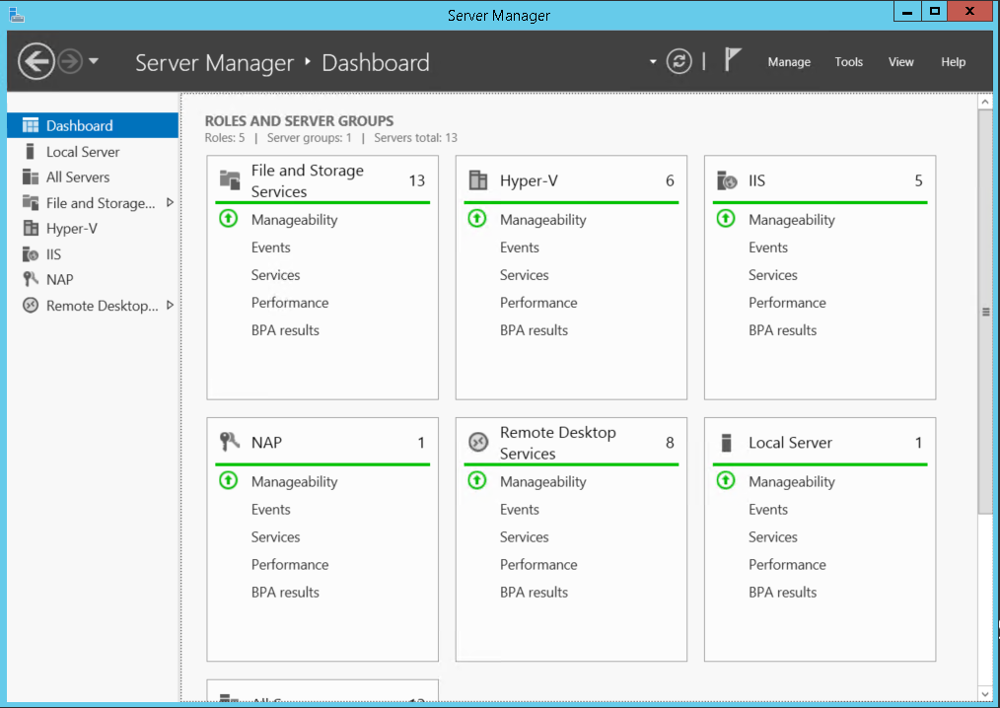 Server Manager
Server Manager ‣ Dashboard
Manage Tools View Help
Dashboard
Local Server
All Servers
File and Storage...
Hyper-V
IIS
NAP
Remote Desktop...
ROLES AND SERVER GROUPS
Roles: 5 | Server groups: 1 | Servers total: 13
File and Storage
Services
13
Manageability
Events
Services
Performance
BPA results
Hyper-V 6
Manageability
Events
Services
Performance
BPA results
IIS 5
Manageability
Events
Services
Performance
BPA results
NAP 1
Manageability
Events
Services
Performance
BPA results
Remote Desktop
Services
8
Manageability
Events
Services
Performance
BPA results
Local Server 1
Manageability
Events
Services
Performance
BPA results